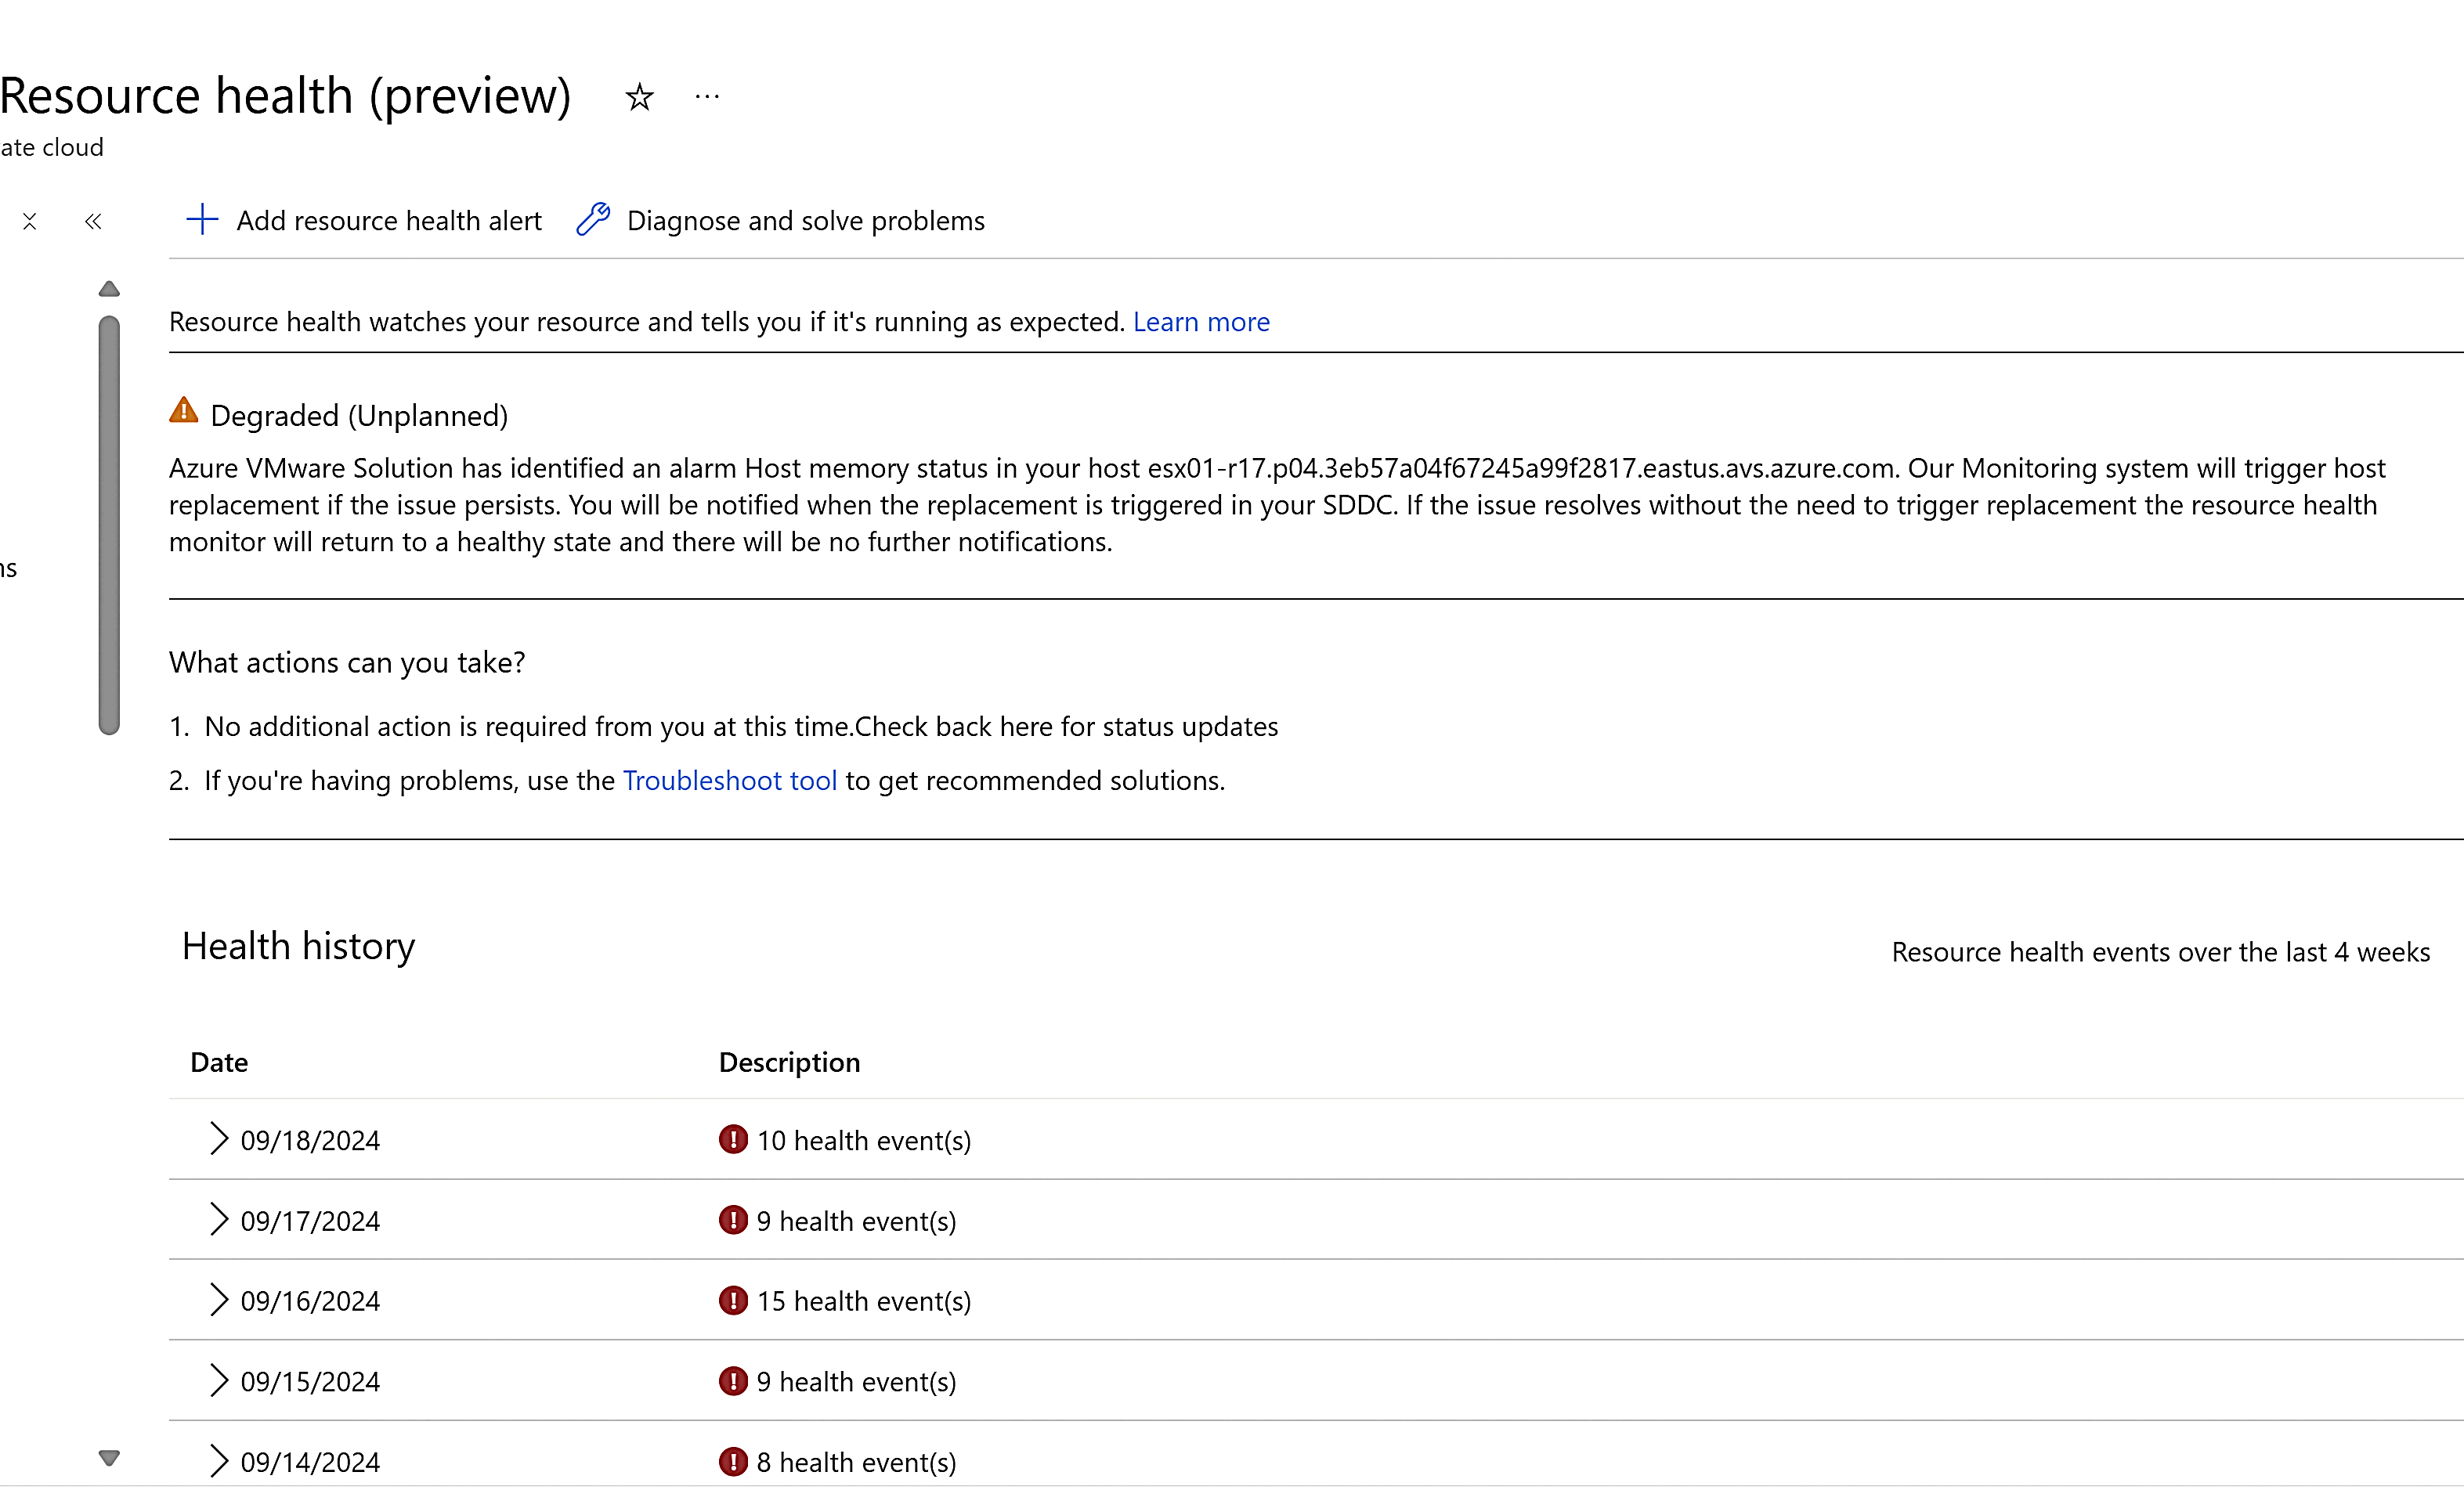 Resource health (preview)
ate cloud
Add resource health alert
Diagnose and solve problems
Resource health watches your resource and tells you if it's running as expected. Learn more
Degraded (Unplanned)
Azure VMware Solution has identified an alarm Host memory status in your host esx01-r17.p04.3eb57a04f67245a99f2817.eastus.avs.azure.com. Our Monitoring system will trigger host
replacement if the issue persists. You will be notified when the replacement is triggered in your SDDC. If the issue resolves without the need to trigger replacement the resource health
monitor will return to a healthy state and there will be no further notifications.
ns
What actions can you take?
1. No additional action is required from you at this time.Check back here for status updates
2. If you're having problems, use the Troubleshoot tool to get recommended solutions.
Health history
Resource health events over the last 4 weeks
Date Description
09/18/2024 10 health event(s)
09/17/2024 9 health event(s)
09/16/2024 15 health event(s)
09/15/2024 9 health event(s)
09/14/2024 8 health event(s)